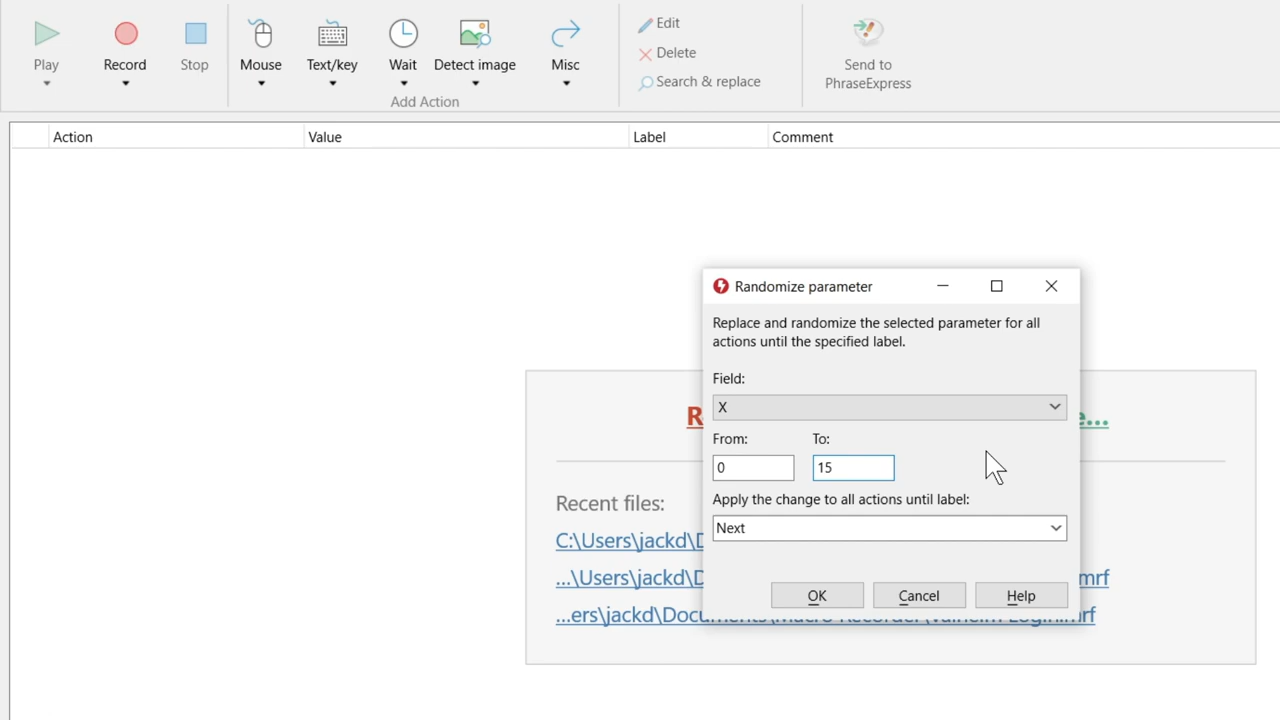 Play
Record
Stop
Mouse
Text/key
Wait
Detect image
Misc
Add Action
Edit
Delete
Search & replace
Send to
PhraseExpress
Action
Value
Label
Comment
Randomize parameter
Replace and randomize the selected parameter for all
actions until the specified label.
Field:
X
From:
To:
0
15
Apply the change to all actions until label:
Next
OK
Cancel
Help
Recent files:
C:\Users\jackd\
...\Users\jackd\
mrf
...ers\jackd\